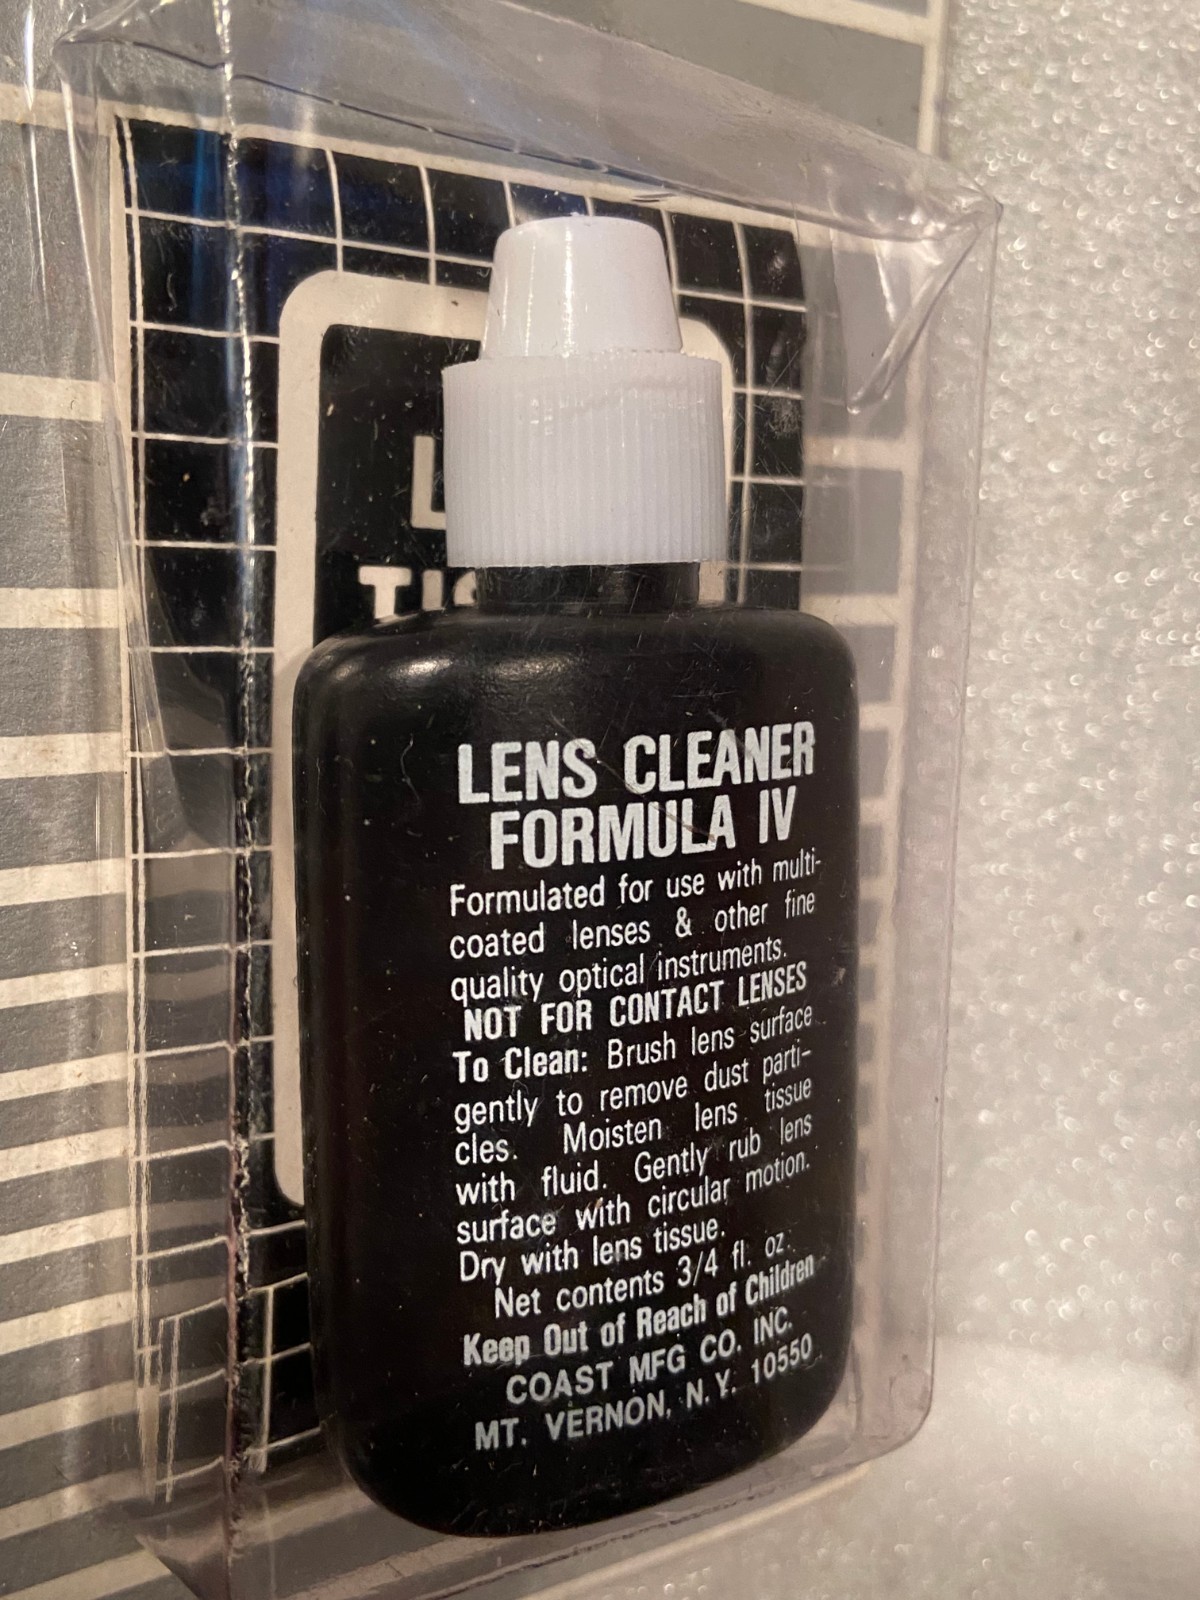 LENS CLEANER
FORMULA IV
Formulated for use with multi-
coated lenses & other fine
quality optical instruments.
NOT FOR CONTACT LENSES
To Clean: Brush lens surface
gently to remove dust parti-
cles. Moisten lens tissue
with fluid. Gently rub lens
surface with circular motion.
Dry with lens tissue.
Net contents 3/4 fl. oz.
Keep Out of Reach of Children
COAST MFG CO. INC.
MT. VERNON, N.Y. 10550